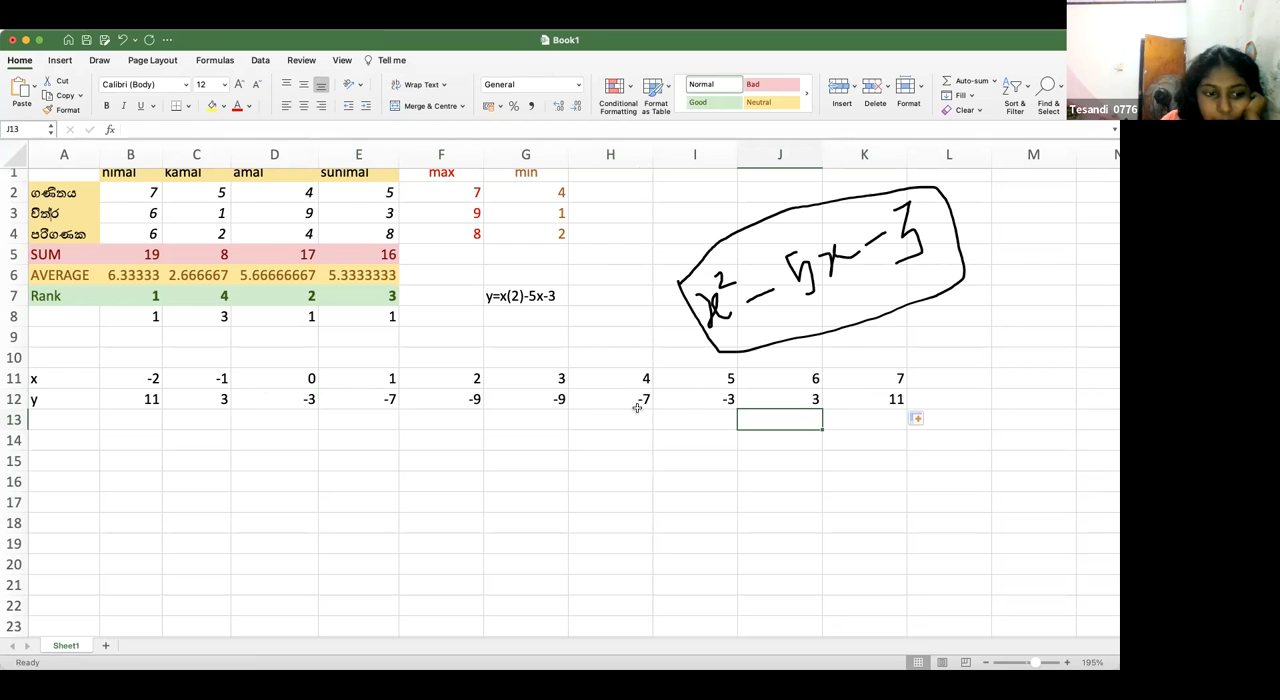 Book1
Home Insert Draw Page Layout Formulas Data Review View Tell me
Cut
Copy
Format
Paste
Calibri (Body) 12
Wrap Text
Merge & Centre
General
Conditional Formatting
Format as Table
Normal Bad
Good Neutral
Insert Delete Format
Auto-sum
Fill
Clear
Sort & Filter
Find & Select
Tesandi 0776
J13 fx
A B C D E F G H I J K L M N
1 nimal kamal amal sunimal max min
2 ගණිතය 7 5 4 5 7 4
3 චිත්‍ර 6 1 9 3 9 1
4 පරිගණක 6 2 4 8 8 2
5 SUM 19 8 17 16
6 AVERAGE 6.33333 2.666667 5.66666667 5.3333333
7 Rank 1 4 2 3 y=x(2)-5x-3
8 1 3 1 1
x² - 5x - 3
9
10
11 x -2 -1 0 1 2 3 4 5 6 7
12 y 11 3 -3 -7 -9 -9 -7 -3 3 11
13
14
15
16
17
18
19
20
21
22
23
Sheet1
Ready 195%